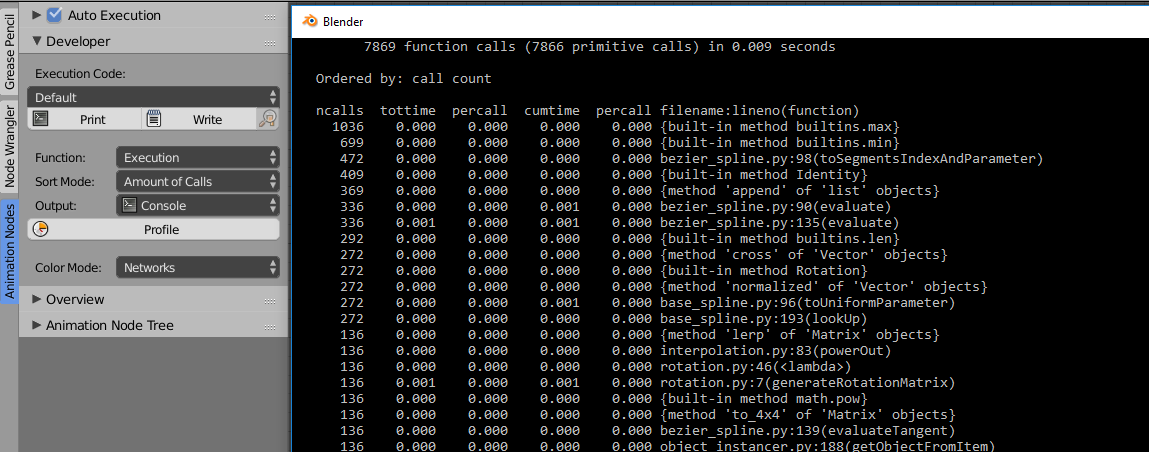 Grease Pencil
Node Wrangler
Animation Nodes
Auto Execution
Developer
Execution Code:
Default
Print
Write
Function:
Execution
Sort Mode:
Amount of Calls
Output:
Console
Profile
Color Mode:
Networks
Overview
Animation Node Tree
Blender
7869 function calls (7866 primitive calls) in 0.009 seconds
Ordered by: call count
ncalls tottime percall cumtime percall filename:lineno(function)
1036 0.000 0.000 0.000 0.000 {built-in method builtins.max}
699 0.000 0.000 0.000 0.000 {built-in method builtins.min}
472 0.000 0.000 0.000 0.000 bezier_spline.py:98(toSegmentsIndexAndParameter)
409 0.000 0.000 0.000 0.000 {built-in method Identity}
369 0.000 0.000 0.000 0.000 {method 'append' of 'list' objects}
336 0.000 0.000 0.001 0.000 bezier_spline.py:90(evaluate)
336 0.001 0.000 0.001 0.000 bezier_spline.py:135(evaluate)
292 0.000 0.000 0.000 0.000 {built-in method builtins.len}
272 0.000 0.000 0.000 0.000 {method 'cross' of 'Vector' objects}
272 0.000 0.000 0.000 0.000 {built-in method Rotation}
272 0.000 0.000 0.000 0.000 {method 'normalized' of 'Vector' objects}
272 0.000 0.000 0.001 0.000 base_spline.py:96(toUniformParameter)
272 0.000 0.000 0.000 0.000 base_spline.py:193(lookUp)
136 0.000 0.000 0.000 0.000 {method 'lerp' of 'Matrix' objects}
136 0.000 0.000 0.000 0.000 interpolation.py:83(powerOut)
136 0.000 0.000 0.000 0.000 rotation.py:46(<lambda>)
136 0.001 0.000 0.001 0.000 rotation.py:7(generateRotationMatrix)
136 0.000 0.000 0.000 0.000 {built-in method math.pow}
136 0.000 0.000 0.000 0.000 {method 'to_4x4' of 'Matrix' objects}
136 0.000 0.000 0.000 0.000 bezier_spline.py:139(evaluateTangent)
136 0.000 0.000 0.000 0.000 object_instancer.py:188(getObjectFromItem)